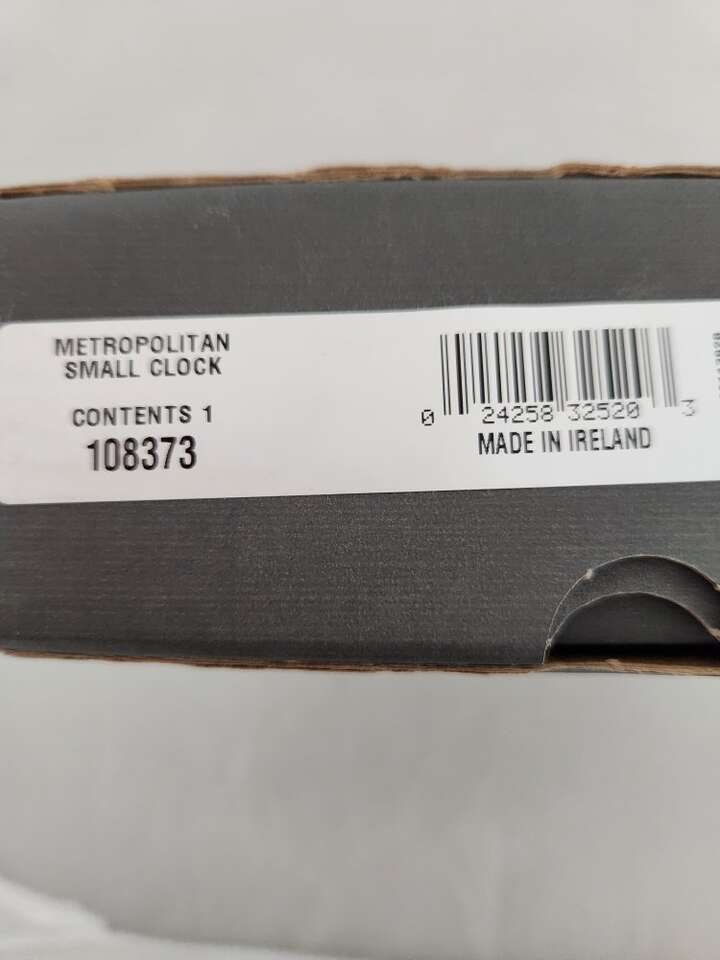 METROPOLITAN
SMALL CLOCK
CONTENTS 1
108373
0 24258 32520 3
MADE IN IRELAND